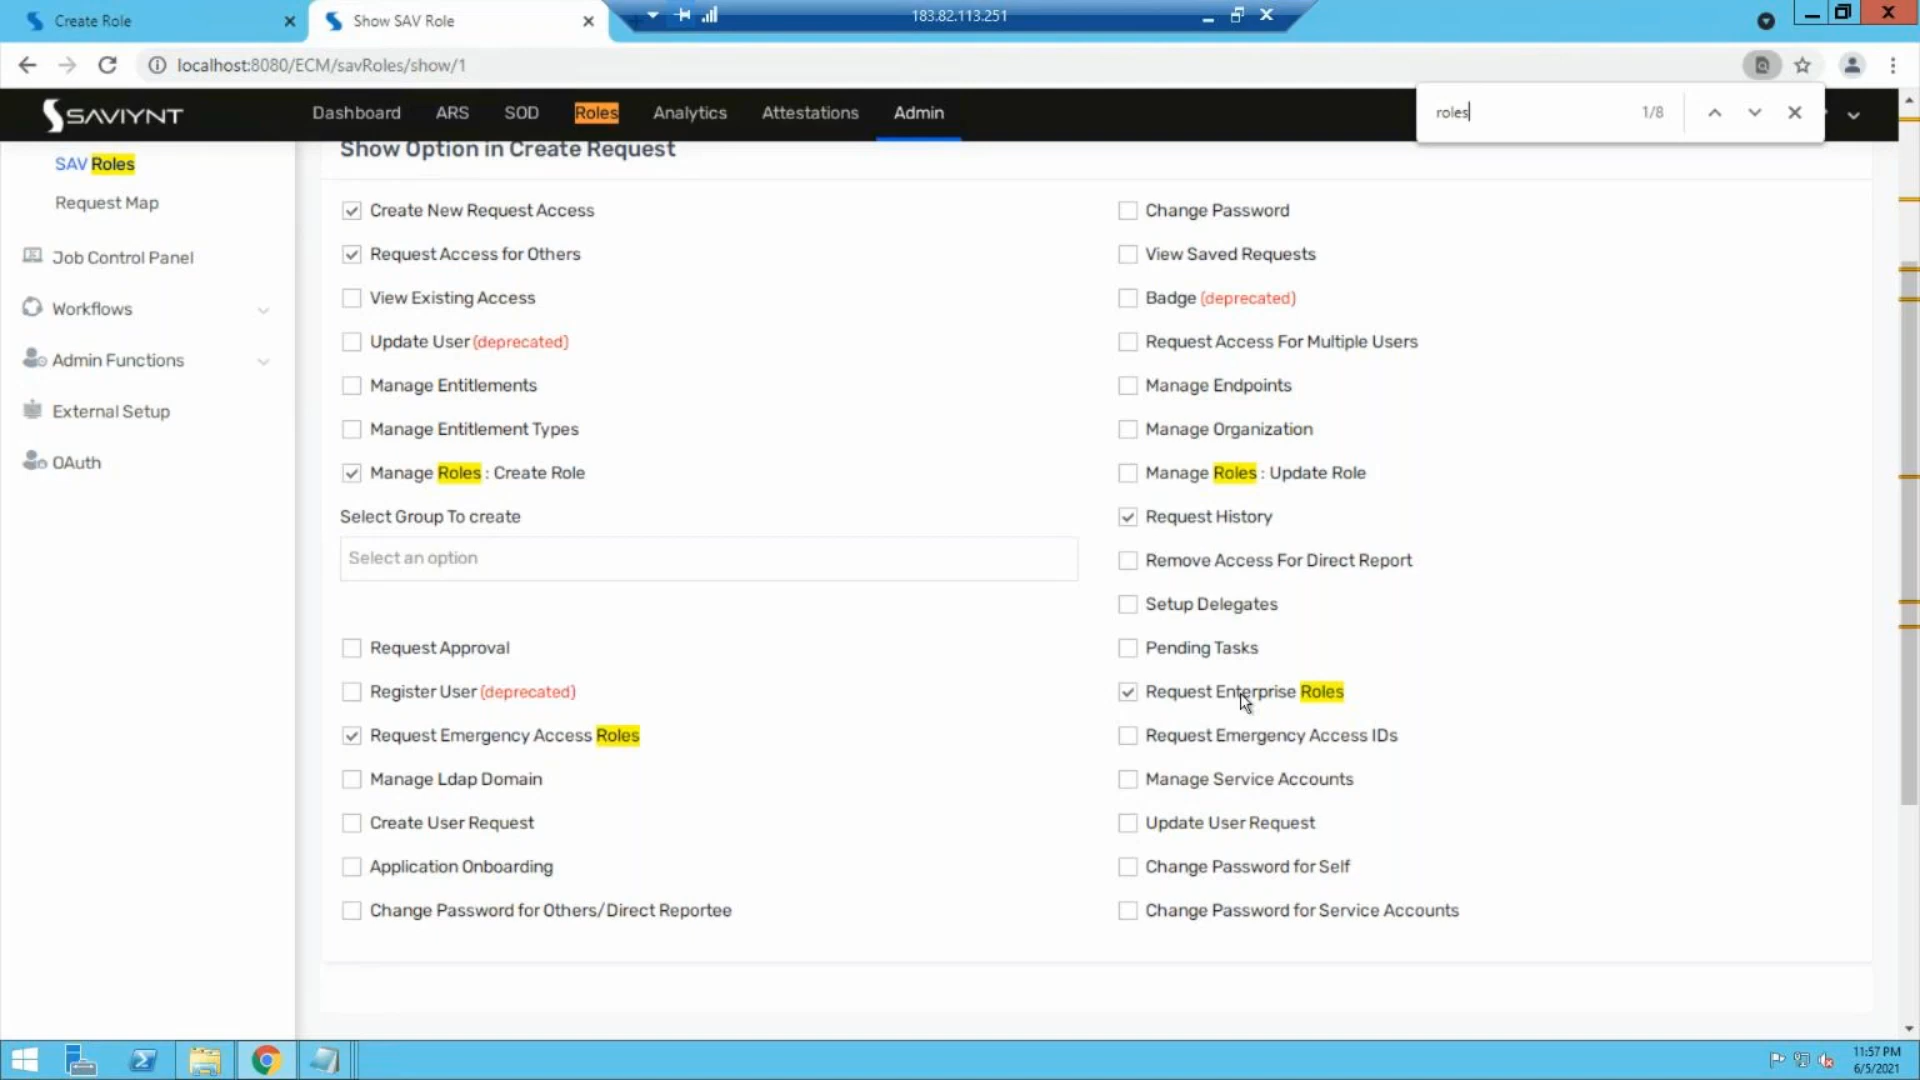 Create Role
Show SAV Role
183.82.113.251
localhost:8080/ECM/savRoles/show/1
SAVIYNT
Dashboard
ARS
SOD
Roles
Analytics
Attestations
Admin
roles
1/8
SAV Roles
Request Map
Job Control Panel
Workflows
Admin Functions
External Setup
OAuth
Show Option in Create Request
Create New Request Access
Change Password
Request Access for Others
View Saved Requests
View Existing Access
Badge (deprecated)
Update User (deprecated)
Request Access For Multiple Users
Manage Entitlements
Manage Endpoints
Manage Entitlement Types
Manage Organization
Manage Roles : Create Role
Manage Roles : Update Role
Select Group To create
Request History
Select an option
Remove Access For Direct Report
Setup Delegates
Request Approval
Pending Tasks
Register User (deprecated)
Request Enterprise Roles
Request Emergency Access Roles
Request Emergency Access IDs
Manage Ldap Domain
Manage Service Accounts
Create User Request
Update User Request
Application Onboarding
Change Password for Self
Change Password for Others/Direct Reportee
Change Password for Service Accounts
11:57 PM
6/5/2021